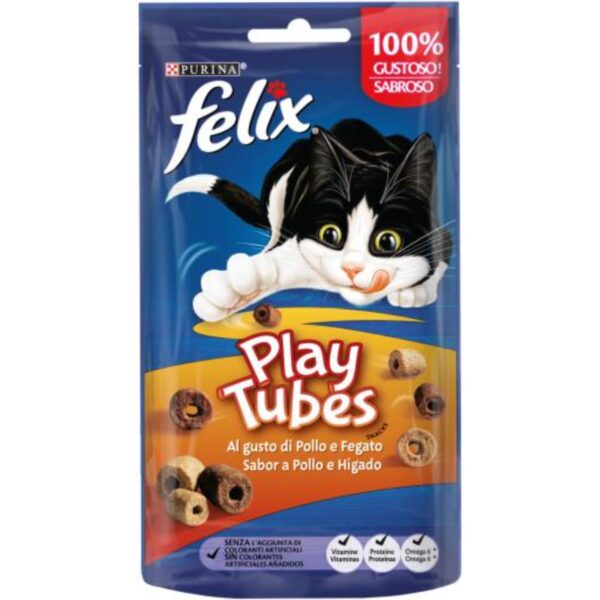 PURINA®
felix®
100%
GUSTOSO!
SABROSO
Play
Tubes
SNACKS
Al gusto di Pollo e Fegato
Sabor a Pollo e Hígado
SENZA L'AGGIUNTA DI
COLORANTI ARTIFICIALI
SIN COLORANTES
ARTIFICIALES AÑADIDOS
Vitamine
Vitaminas
Proteine
Proteínas
Omega 6
Omega 6